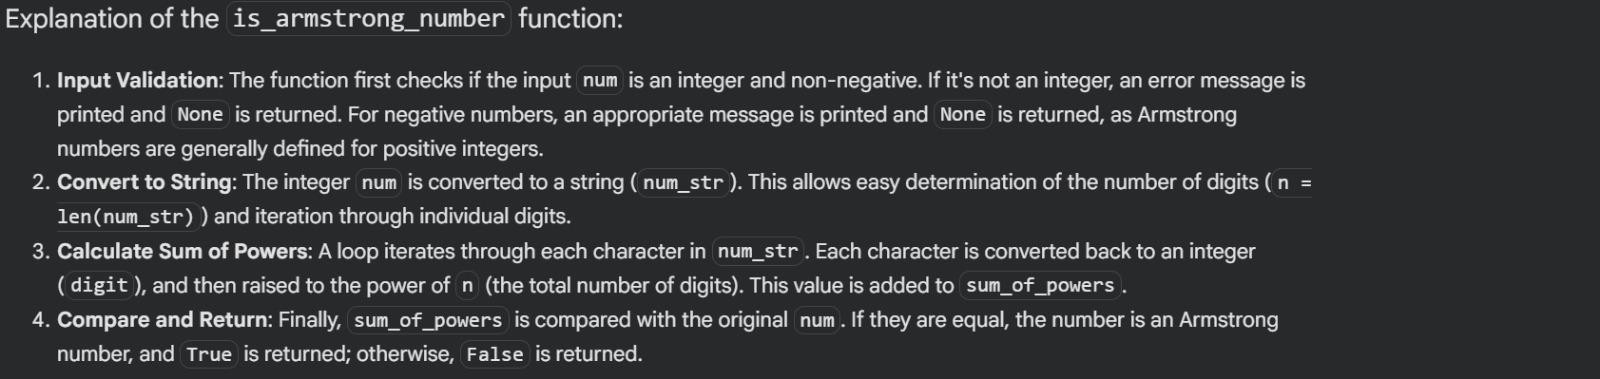 Explanation of the is_armstrong_number function:
1. Input Validation: The function first checks if the input num is an integer and non-negative. If it's not an integer, an error message is
printed and None is returned. For negative numbers, an appropriate message is printed and None is returned, as Armstrong
numbers are generally defined for positive integers.
2. Convert to String: The integer num is converted to a string (num_str). This allows easy determination of the number of digits (n =
len(num_str)) and iteration through individual digits.
3. Calculate Sum of Powers: A loop iterates through each character in num_str. Each character is converted back to an integer
(digit), and then raised to the power of n (the total number of digits). This value is added to sum_of_powers.
4. Compare and Return: Finally, sum_of_powers is compared with the original num. If they are equal, the number is an Armstrong
number, and True is returned; otherwise, False is returned.